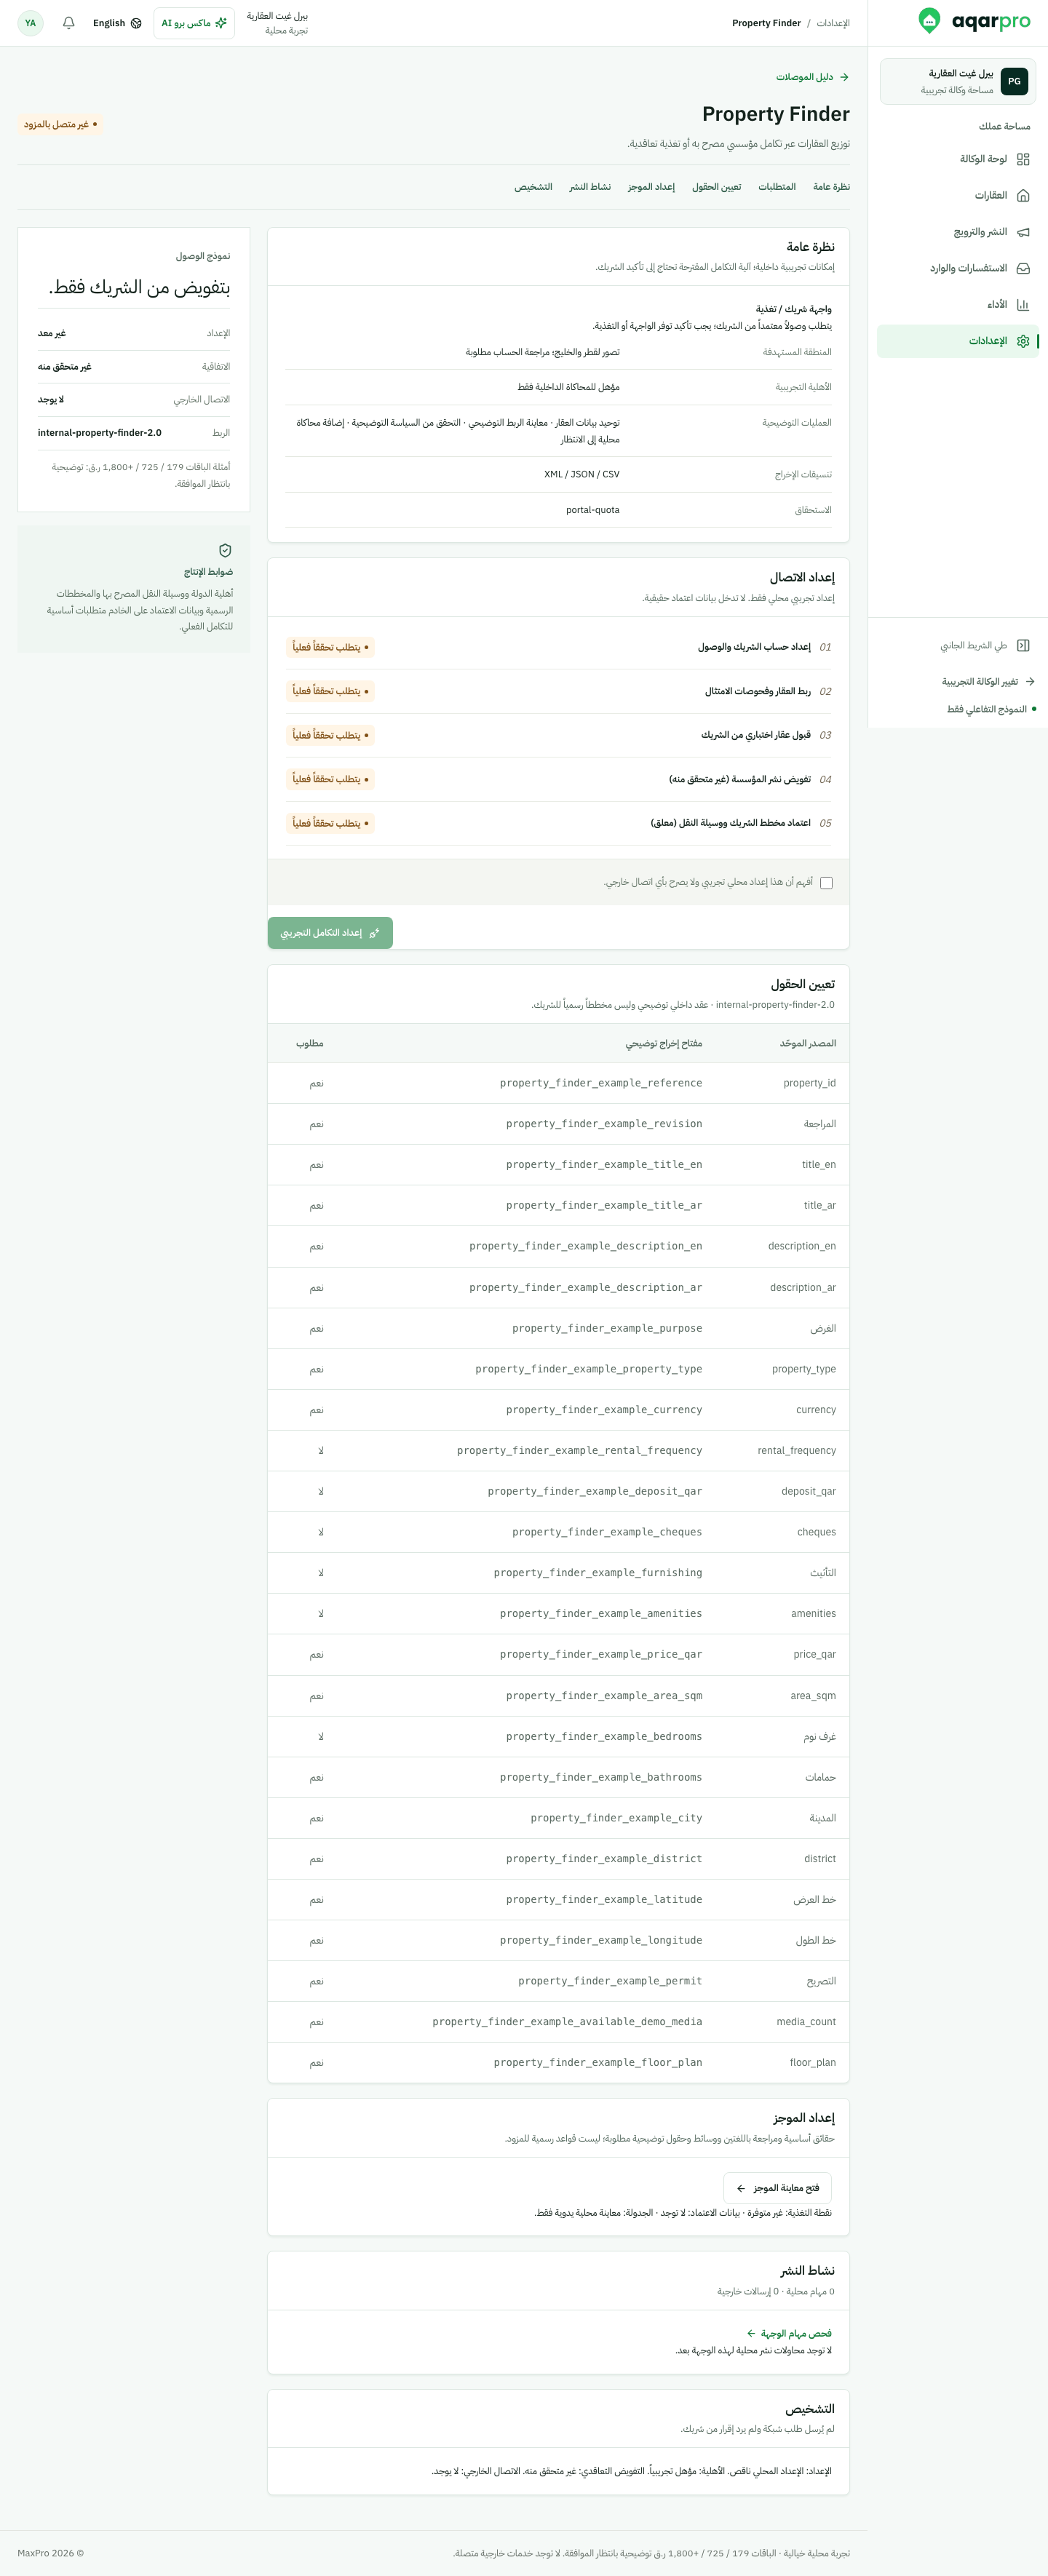 aqarpro
الإعدادات / Property Finder
بيرل غيت العقارية
تجربة محلية
ماكس برو AI
English
YA
PG
بيرل غيت العقارية
مساحة وكالة تجريبية
مساحة عملك
لوحة الوكالة
العقارات
النشر والترويج
الاستفسارات والوارد
الأداء
الإعدادات
طي الشريط الجانبي
تغيير الوكالة التجريبية
النموذج التفاعلي فقط
دليل الموصلات
Property Finder
توزيع العقارات عبر تكامل مؤسسي مصرح به أو تغذية تعاقدية.
غير متصل بالمزود
نظرة عامة
المتطلبات
تعيين الحقول
إعداد الموجز
نشاط النشر
التشخيص
نظرة عامة
إمكانات تجريبية داخلية؛ آلية التكامل المقترحة تحتاج إلى تأكيد الشريك.
واجهة شريك / تغذية
يتطلب وصولاً معتمداً من الشريك؛ يجب تأكيد توفر الواجهة أو التغذية.
المنطقة المستهدفة
تصور لقطر والخليج؛ مراجعة الحساب مطلوبة
الأهلية التجريبية
مؤهل للمحاكاة الداخلية فقط
العمليات التوضيحية
توحيد بيانات العقار · معاينة الربط التوضيحي · التحقق من السياسة التوضيحية · إضافة محاكاة
محلية إلى الانتظار
تنسيقات الإخراج
XML / JSON / CSV
الاستحقاق
portal-quota
نموذج الوصول
بتفويض من الشريك فقط.
الإعداد
غير معد
الاتفاقية
غير متحقق منه
الاتصال الخارجي
لا يوجد
الربط
internal-property-finder-2.0
أمثلة الباقات 179 / 725 / +1,800 ر.ق: توضيحية
بانتظار الموافقة.
ضوابط الإنتاج
أهلية الدولة ووسيلة النقل المصرح بها والمخططات
الرسمية وبيانات الاعتماد على الخادم متطلبات أساسية
للتكامل الفعلي.
إعداد الاتصال
إعداد تجريبي محلي فقط. لا تدخل بيانات اعتماد حقيقية.
01 إعداد حساب الشريك والوصول
يتطلب تحققاً فعلياً
02 ربط العقار وفحوصات الامتثال
يتطلب تحققاً فعلياً
03 قبول عقار اختباري من الشريك
يتطلب تحققاً فعلياً
04 تفويض نشر المؤسسة (غير متحقق منه)
يتطلب تحققاً فعلياً
05 اعتماد مخطط الشريك ووسيلة النقل (معلق)
يتطلب تحققاً فعلياً
أفهم أن هذا إعداد محلي تجريبي ولا يصرح بأي اتصال خارجي.
إعداد التكامل التجريبي
تعيين الحقول
internal-property-finder-2.0 · عقد داخلي توضيحي وليس مخططاً رسمياً للشريك.
المصدر الموحّد
مفتاح إخراج توضيحي
مطلوب
property_id property_finder_example_reference نعم
المراجعة property_finder_example_revision نعم
title_en property_finder_example_title_en نعم
title_ar property_finder_example_title_ar نعم
description_en property_finder_example_description_en نعم
description_ar property_finder_example_description_ar نعم
الغرض property_finder_example_purpose نعم
property_type property_finder_example_property_type نعم
currency property_finder_example_currency نعم
rental_frequency property_finder_example_rental_frequency لا
deposit_qar property_finder_example_deposit_qar لا
cheques property_finder_example_cheques لا
التأثيث property_finder_example_furnishing لا
amenities property_finder_example_amenities لا
price_qar property_finder_example_price_qar نعم
area_sqm property_finder_example_area_sqm نعم
غرف نوم property_finder_example_bedrooms لا
حمامات property_finder_example_bathrooms نعم
المدينة property_finder_example_city نعم
district property_finder_example_district نعم
خط العرض property_finder_example_latitude نعم
خط الطول property_finder_example_longitude نعم
التصريح property_finder_example_permit نعم
media_count property_finder_example_available_demo_media نعم
floor_plan property_finder_example_floor_plan نعم
إعداد الموجز
حقائق أساسية ومراجعة باللغتين ووسائط وحقول توضيحية مطلوبة؛ ليست قواعد رسمية للمزود.
فتح معاينة الموجز
نقطة التغذية: غير متوفرة · بيانات الاعتماد: لا توجد · الجدولة: معاينة محلية يدوية فقط.
نشاط النشر
0 مهام محلية · 0 إرسالات خارجية
فحص مهام الوجهة
لا توجد محاولات نشر محلية لهذه الوجهة بعد.
التشخيص
لم يُرسل طلب شبكة ولم يرد إقرار من شريك.
الإعداد: الإعداد المحلي ناقص. الأهلية: مؤهل تجريبياً. التفويض التعاقدي: غير متحقق منه. الاتصال الخارجي: لا يوجد.
تجربة محلية خيالية · الباقات 179 / 725 / +1,800 ر.ق توضيحية بانتظار الموافقة. لا توجد خدمات خارجية متصلة.
© 2026 MaxPro